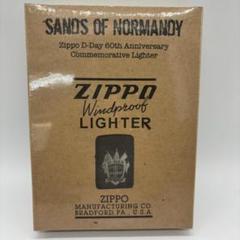 SANDS OF NORMANDY
Zippo D-Day 60th Anniversary
Commemorative Lighter
ZIPPO
Windproof
LIGHTER
ZIPPO
MANUFACTURING CO.
BRADFORD PA., U.S.A